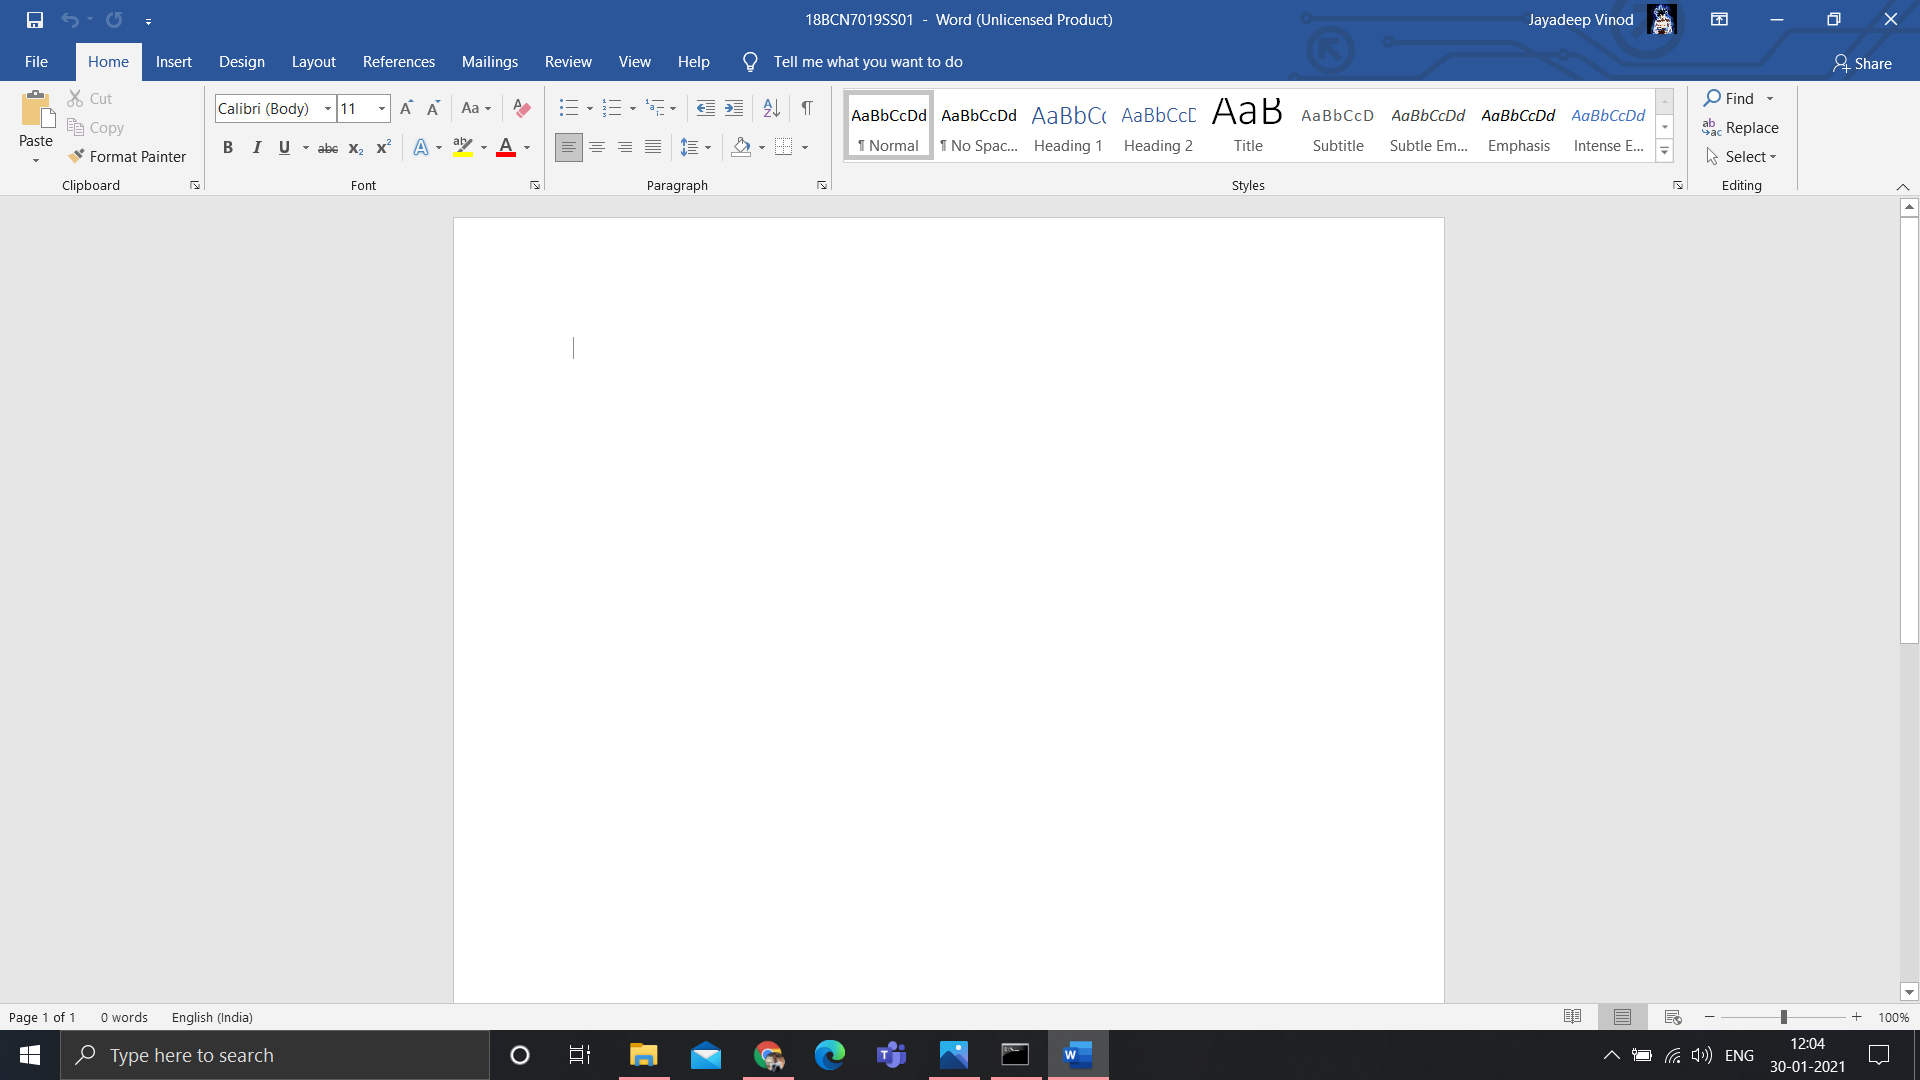 18BCN7019SS01 - Word (Unlicensed Product)
Jayadeep Vinod
File Home Insert Design Layout References Mailings Review View Help Tell me what you want to do
Share
Paste
Cut
Copy
Format Painter
Clipboard
Calibri (Body) 11
Aa
B I U abc x₂ x²
A
Font
Paragraph
AaBbCcDd AaBbCcDd AaBbCc AaBbCcD AaB AaBbCcD AaBbCcDd AaBbCcDd AaBbCcDd
¶ Normal ¶ No Spac... Heading 1 Heading 2 Title Subtitle Subtle Em... Emphasis Intense E...
Styles
Find
Replace
Select
Editing
Page 1 of 1 0 words English (India)
100%
Type here to search
ENG
12:04
30-01-2021